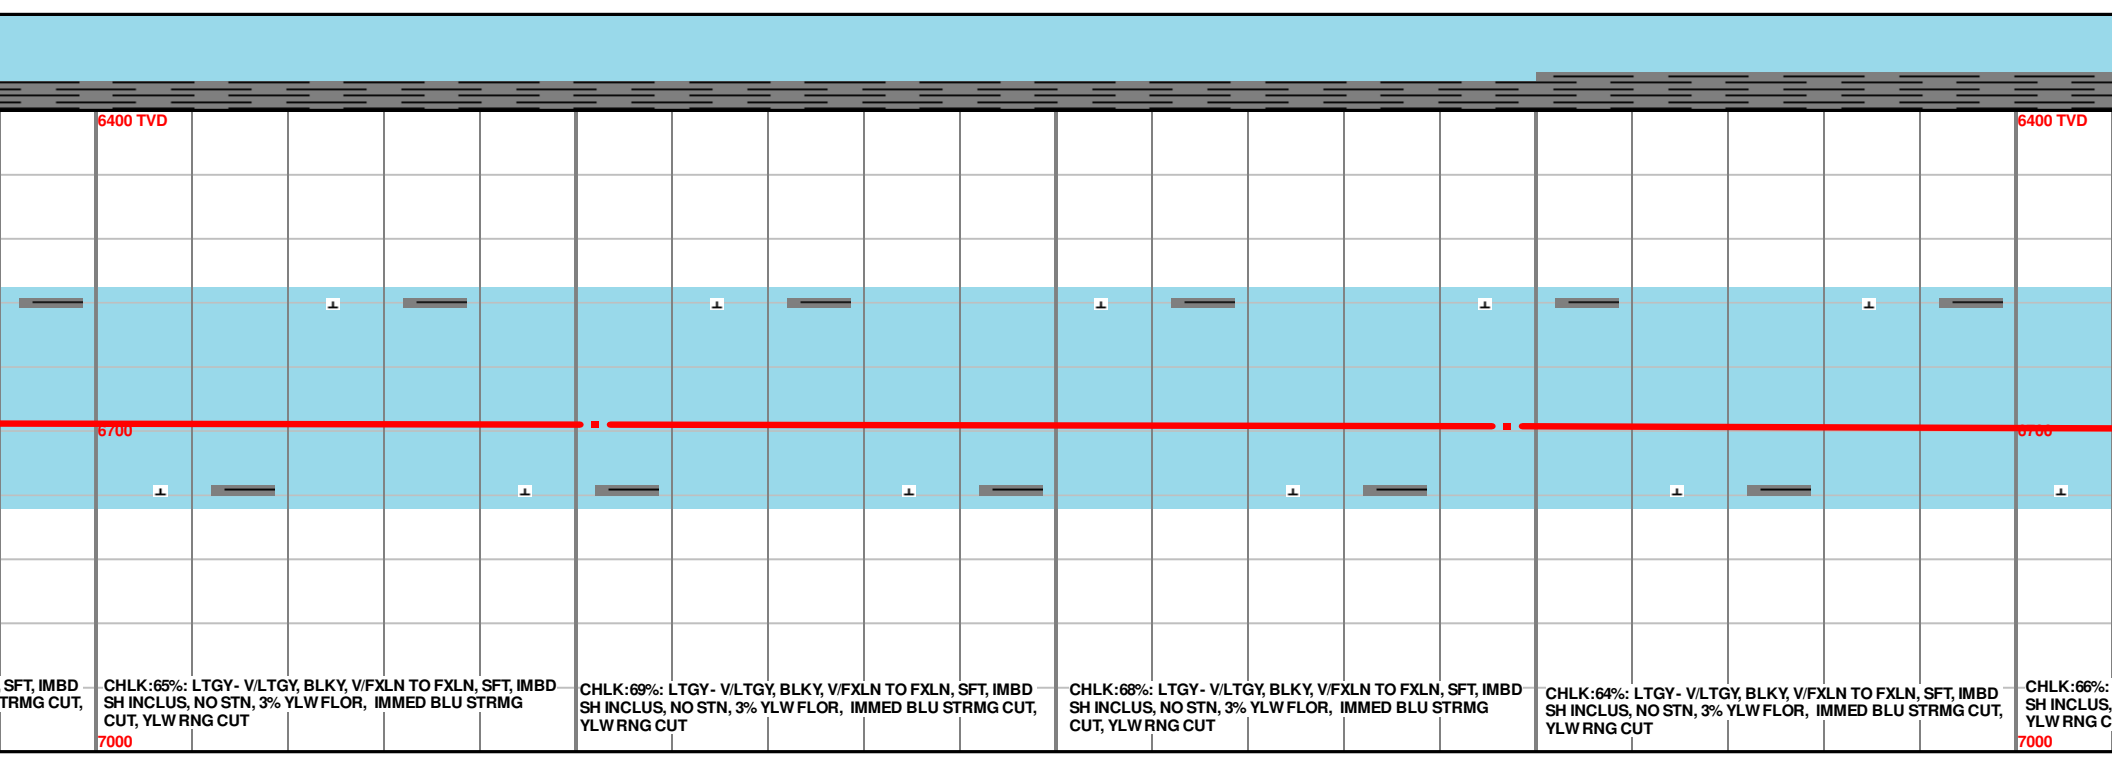 6400 TVD
6400 TVD
6700
6700
SFT, IMBD
TRMG CUT,
CHLK:65%: LTGY- V/LTGY, BLKY, V/FXLN TO FXLN, SFT, IMBD
SH INCLUS, NO STN, 3% YLW FLOR, IMMED BLU STRMG
CUT, YLW RNG CUT
CHLK:69%: LTGY- V/LTGY, BLKY, V/FXLN TO FXLN, SFT, IMBD
SH INCLUS, NO STN, 3% YLW FLOR, IMMED BLU STRMG CUT,
YLW RNG CUT
CHLK:68%: LTGY- V/LTGY, BLKY, V/FXLN TO FXLN, SFT, IMBD
SH INCLUS, NO STN, 3% YLW FLOR, IMMED BLU STRMG
CUT, YLW RNG CUT
CHLK:64%: LTGY- V/LTGY, BLKY, V/FXLN TO FXLN, SFT, IMBD
SH INCLUS, NO STN, 3% YLW FLOR, IMMED BLU STRMG CUT,
YLW RNG CUT
CHLK:66%:
SH INCLUS,
YLW RNG C
7000
7000